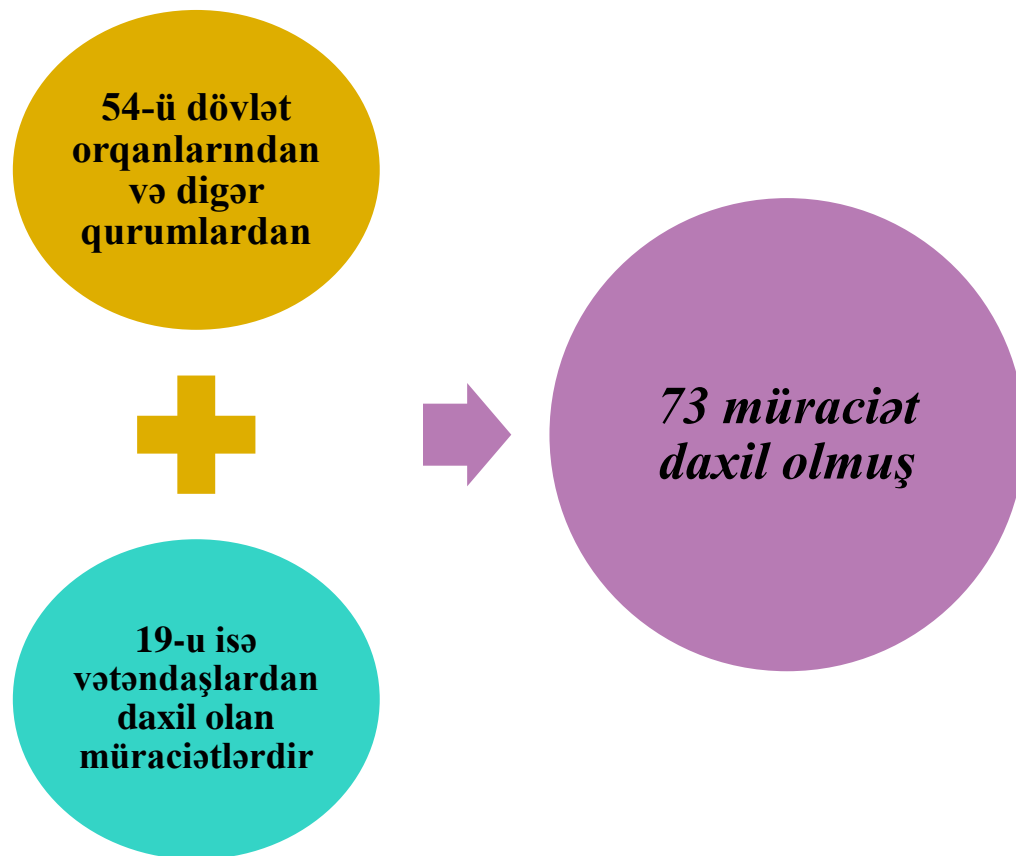 54-ü dövlət
orqanlarından
və digər
qurumlardan
19-u isə
vətəndaşlardan
daxil olan
müraciətlərdir
73 müraciət
daxil olmuş